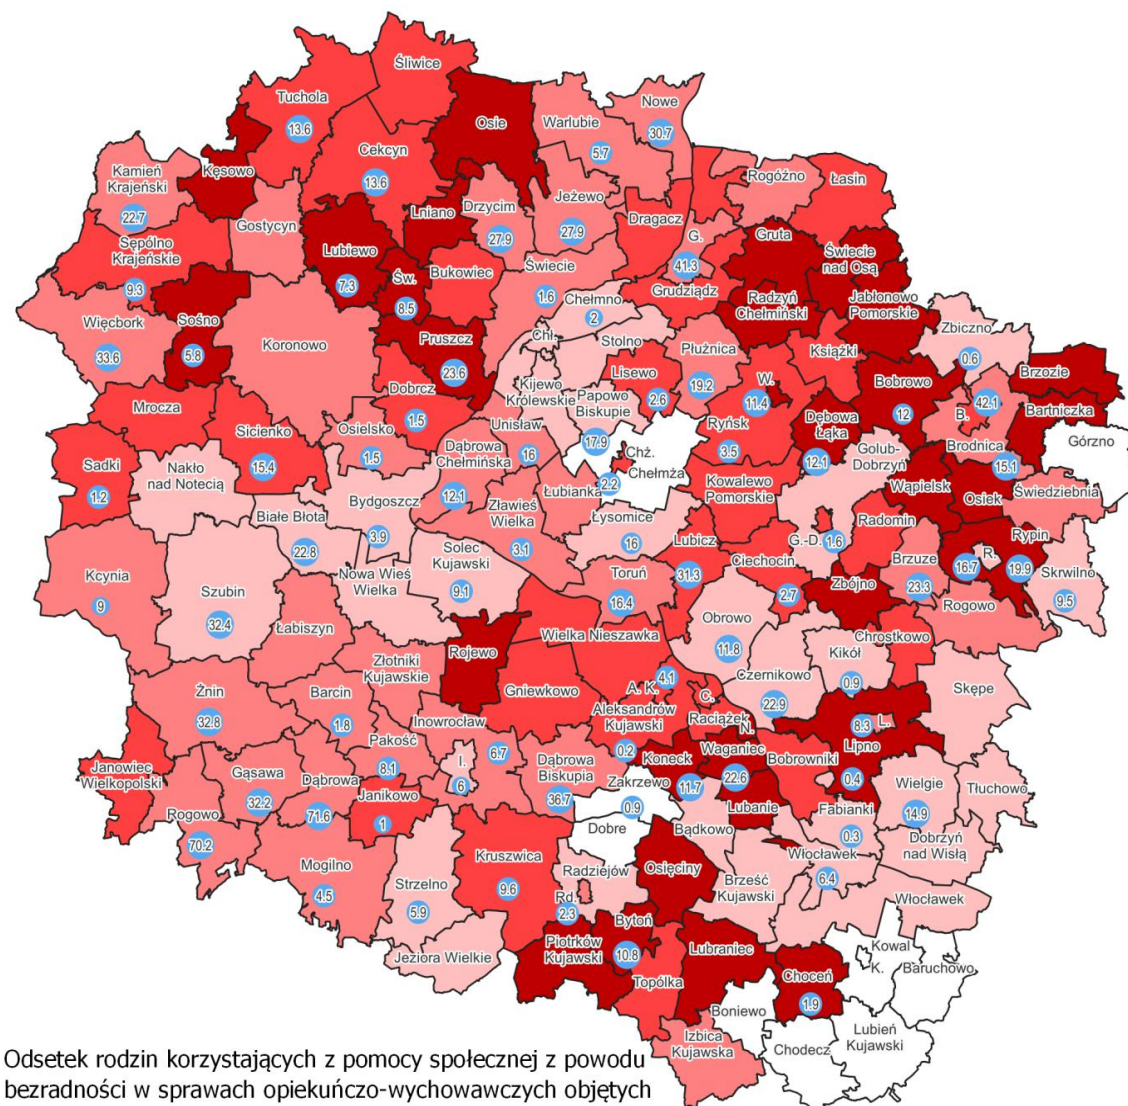 Śliwice
Tuchola
13.6
Osie
Nowe
30.7
Warlubie
5.7
Cekcyn
13.6
Kęsowo
Kamień
Krajeński
22.7
Rogóźno
Łasin
Jeżewo
27.9
Lniano
Drzycim
27.9
Dragacz
Gostycyn
G.
41.3
Gruta
Świecie
nad Osą
Sępólno
Krajeńskie
9.3
Lubiewo
7.3
Św.
8.5
Bukowiec
Świecie
1.6
Grudziądz
Radzyń
Chełmiński
Jabłonowo
Pomorskie
Chełmno
2
Więcbork
33.6
Sośno
5.8
Koronowo
Pruszcz
23.6
Chł.
Stolno
Płużnica
19.2
Książki
Zbiczno
0.6
Brzozie
Lisewo
2.6
W.
11.4
Bobrowo
12
B.
42.1
Bartniczka
Dobrcz
1.5
Kijewo
Królewskie
Papowo
Biskupie
17.9
Mrocza
Sicienko
15.4
Osielsko
1.5
Unisław
16
Ryńsk
3.5
Dębowa
Łąka
12.1
Brodnica
15.1
Górzno
Golub-
Dobrzyń
Dąbrowa
Chełmińska
12.1
Chż.
2.2
Chełmża
Sadki
1.2
Nakło
nad Notecią
Kowalewo
Pomorskie
Wąpielsk
Osiek
Świedziebnia
Łubianka
Zławieś
Wielka
3.1
Bydgoszcz
3.9
Białe Błota
22.8
Łysomice
16
Radomin
G.-D.
1.6
Rypin
19.9
R.
16.7
Lubicz
31.3
Ciechocin
2.7
Brzuze
23.3
Solec
Kujawski
9.1
Kcynia
9
Szubin
32.4
Nowa Wieś
Wielka
Toruń
16.4
Zbójno
Skrwilno
9.5
Rogowo
Łabiszyn
Obrowo
11.8
Wielka Nieszawka
Chrostkowo
Rojewo
Kikół
0.9
Złotniki
Kujawskie
Czernikowo
22.9
Skępe
Gniewkowo
A. K.
4.1
Żnin
32.8
Barcin
1.8
C.
Aleksandrów
Kujawski
0.2
Raciążek
N.
L.
8.3
Inowrocław
6.7
Pakość
8.1
Lipno
0.4
Koneck
11.7
Waganiec
22.6
Bobrowniki
Dąbrowa
Biskupia
36.7
I.
6
Janowiec
Wielkopolski
Gąsawa
32.2
Dąbrowa
71.6
Janikowo
1
Zakrzewo
0.9
Wielgie
14.9
Tłuchowo
Rogowo
70.2
Lubanie
Fabianki
0.3
Dobre
Bądkowo
Dobrzyń
nad Wisłą
Kruszwica
9.6
Mogilno
4.5
Włocławek
6.4
Osięciny
Strzelno
5.9
Radziejów
Rd.
2.3
Brześć
Kujawski
Włocławek
Bytoń
10.8
Jeziora Wielkie
Piotrków
Kujawski
Lubraniec
Kowal
K.
Choceń
1.9
Baruchowo
Topólka
Boniewo
Izbica
Kujawska
Chodecz
Lubień
Kujawski
Odsetek rodzin korzystających z pomocy społecznej z powodu
bezradności w sprawach opiekuńczo-wychowawczych objętych